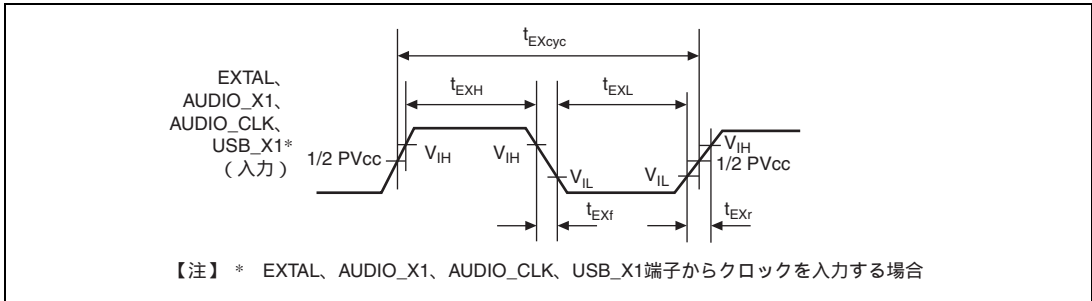 tEXcyc
EXTAL、
AUDIO_X1、
AUDIO_CLK、
USB_X1*
（入力）
tEXH
tEXL
1/2 PVcc
VIH
VIH
VIL
VIL
VIH
1/2 PVcc
tEXf
tEXr
【注】 * EXTAL、AUDIO_X1、AUDIO_CLK、USB_X1端子からクロックを入力する場合